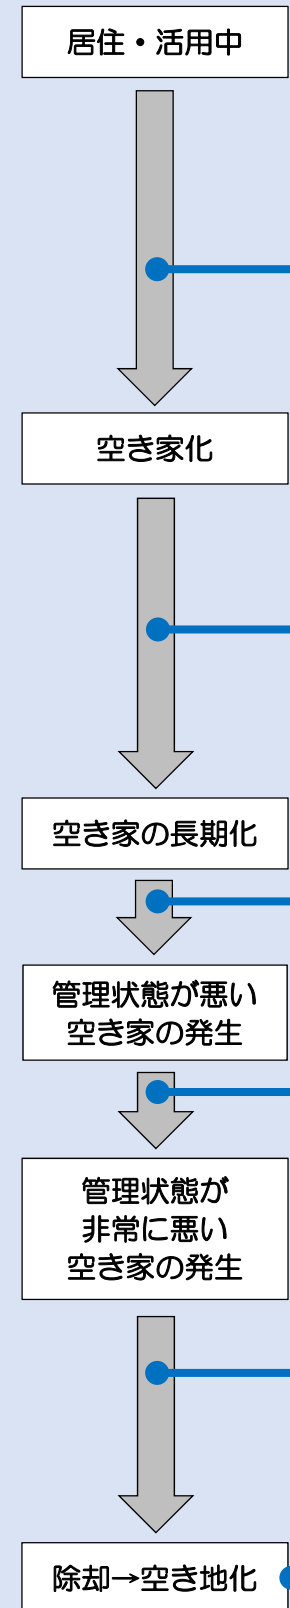 居住・活用中
空き家化
空き家の長期化
管理状態が悪い
空き家の発生
管理状態が
非常に悪い
空き家の発生
除却→空き地化